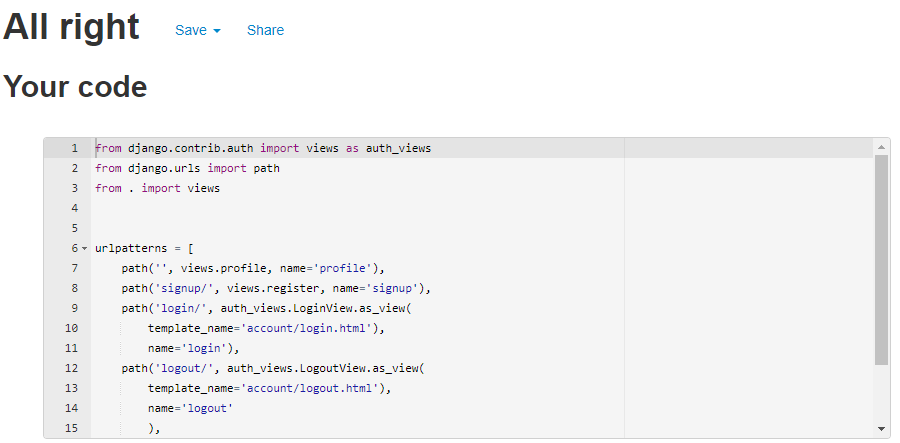 All right Save Share
Your code
1 from django.contrib.auth import views as auth_views
2 from django.urls import path
3 from . import views
4
5
6 urlpatterns = [
7     path('', views.profile, name='profile'),
8     path('signup/', views.register, name='signup'),
9     path('login/', auth_views.LoginView.as_view(
10         template_name='account/login.html'),
11         name='login'),
12     path('logout/', auth_views.LogoutView.as_view(
13         template_name='account/logout.html'),
14         name='logout'
15         ),